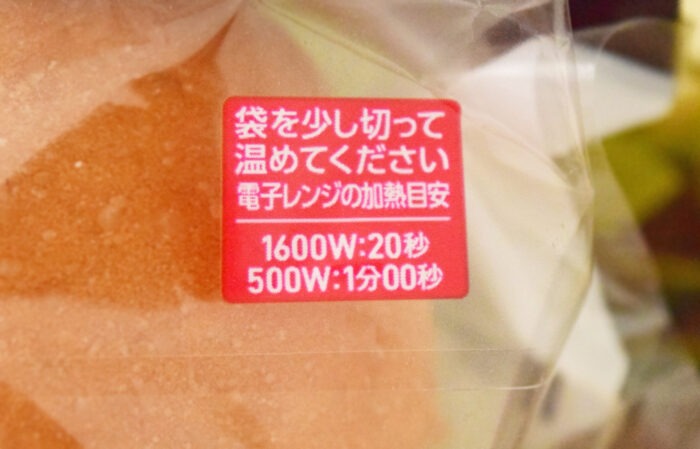 袋を少し切って
温めてください
電子レンジの加熱目安
1600W:20秒
500W:1分00秒